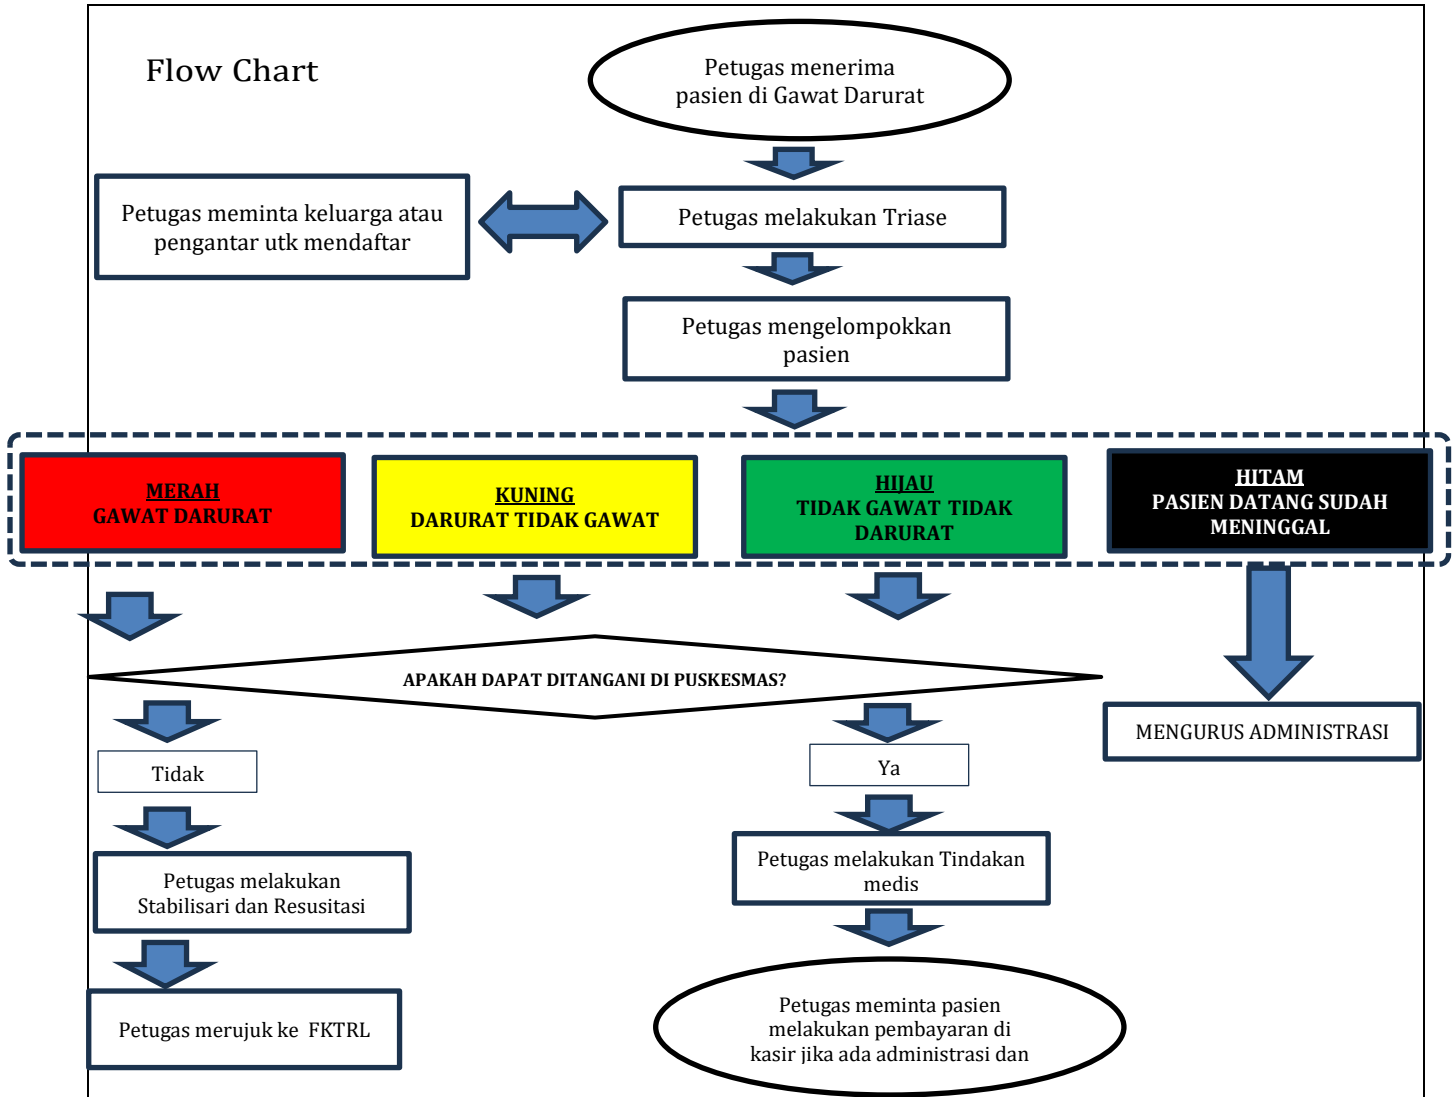 Flow Chart
Petugas menerima
pasien di Gawat Darurat
Petugas meminta keluarga atau
pengantar utk mendaftar
Petugas melakukan Triase
Petugas mengelompokkan
pasien
MERAH
GAWAT DARURAT
KUNING
DARURAT TIDAK GAWAT
HIJAU
TIDAK GAWAT TIDAK
DARURAT
HITAM
PASIEN DATANG SUDAH
MENINGGAL
APAKAH DAPAT DITANGANI DI PUSKESMAS?
MENGURUS ADMINISTRASI
Tidak
Ya
Petugas melakukan
Stabilisari dan Resusitasi
Petugas melakukan Tindakan
medis
Petugas merujuk ke FKTRL
Petugas meminta pasien
melakukan pembayaran di
kasir jika ada administrasi dan